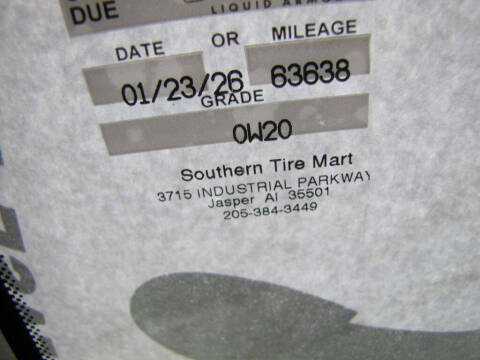 DUE
LIQUID
DATE OR MILEAGE
01/23/26 63638
GRADE
0W20
Southern Tire Mart
3715 INDUSTRIAL PARKWAY
Jasper Al 35501
205-384-3449